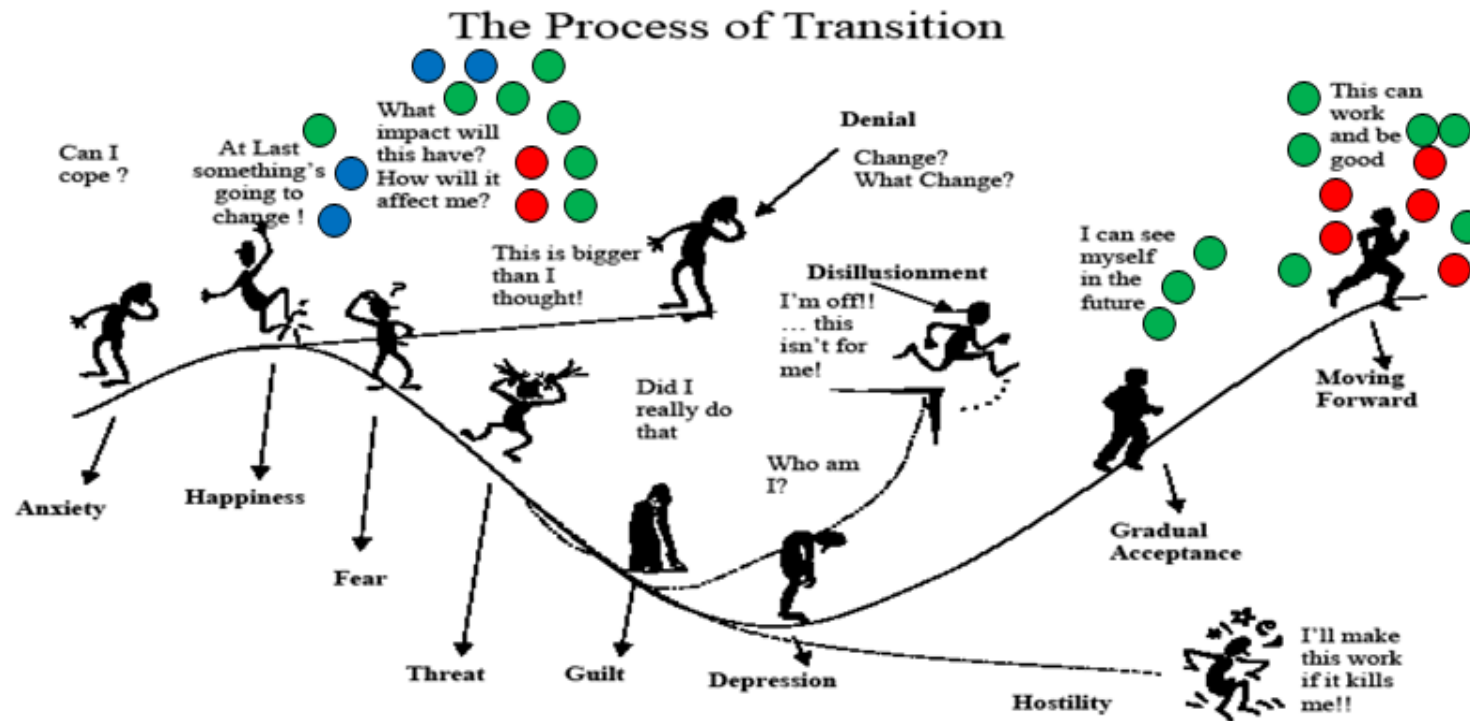 The Process of Transition
Can I
cope ?
At Last
something's
going to
change !
What
impact will
this have?
How will it
affect me?
This is bigger
than I
thought!
Denial
Change?
What Change?
Disillusionment
I'm off!!
... this
isn't for
me!
I can see
myself
in the
future
This can
work
and be
good
?
Did I
really do
that
Who am
I?
Anxiety
Happiness
Fear
Threat
Guilt
Depression
Gradual
Acceptance
Moving
Forward
Hostility
I'll make
this work
if it kills
me!!